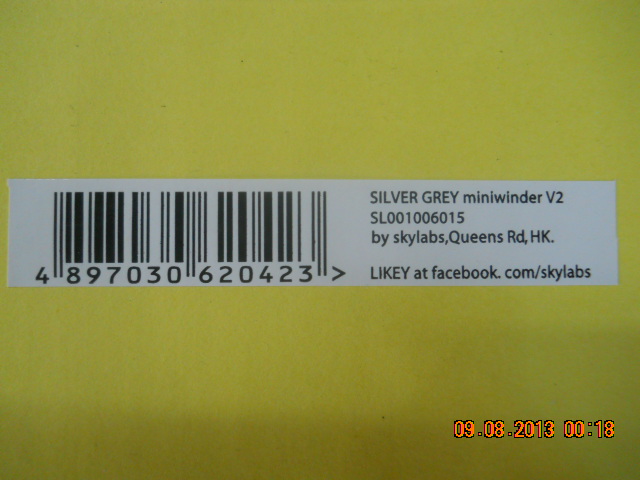 SILVER GREY miniwinder V2
SL001006015
by skylabs,Queens Rd,HK.
4 897030 620423 >
LIKEY at facebook. com/skylabs
09.08.2013 00:18